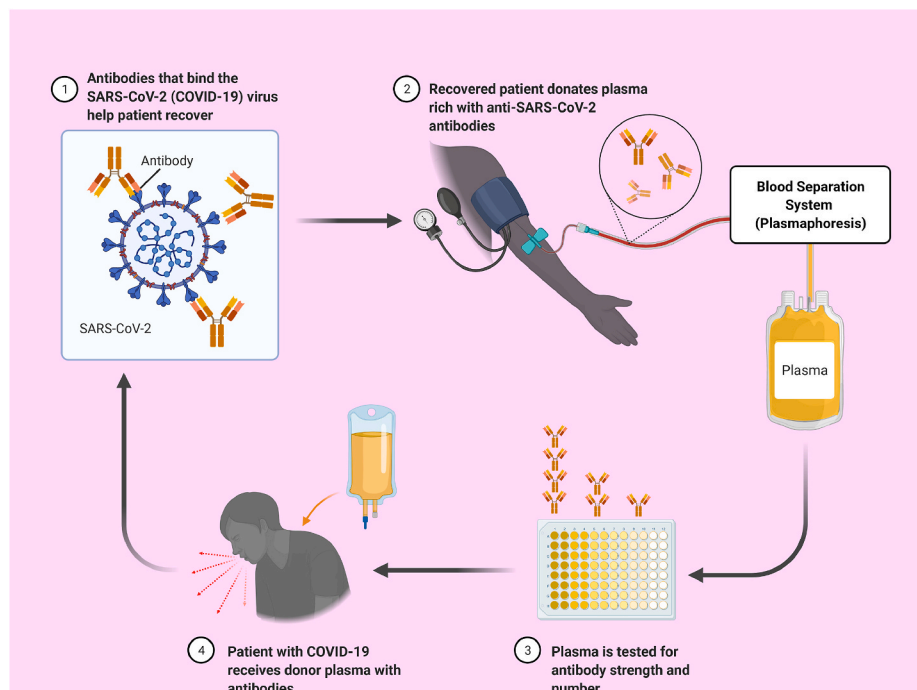 1
Antibodies that bind the
SARS-CoV-2 (COVID-19) virus
help patient recover
Antibody
SARS-CoV-2
2
Recovered patient donates plasma
rich with anti-SARS-CoV-2
antibodies
Blood Separation
System
(Plasmaphoresis)
Plasma
3
Plasma is tested for
antibody strength and
number
4
Patient with COVID-19
receives donor plasma with
antibodies